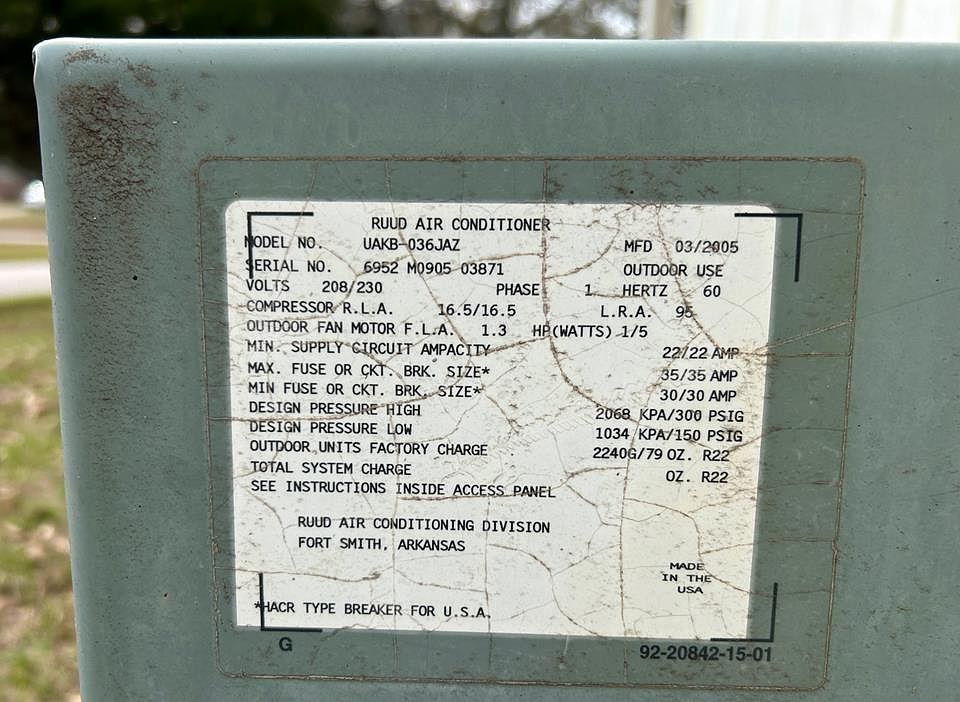 RUUD AIR CONDITIONER
MODEL NO. UAKB-036JAZ MFD 03/2005
SERIAL NO. 6952 M0905 03871 OUTDOOR USE
VOLTS 208/230 PHASE 1 HERTZ 60
COMPRESSOR R.L.A. 16.5/16.5 L.R.A. 95
OUTDOOR FAN MOTOR F.L.A. 1.3 HP(WATTS) 1/5
MIN. SUPPLY CIRCUIT AMPACITY 22/22 AMP
MAX. FUSE OR CKT. BRK. SIZE* 35/35 AMP
MIN FUSE OR CKT. BRK. SIZE* 30/30 AMP
DESIGN PRESSURE HIGH 2068 KPA/300 PSIG
DESIGN PRESSURE LOW 1034 KPA/150 PSIG
OUTDOOR UNITS FACTORY CHARGE 2240G/79 OZ. R22
TOTAL SYSTEM CHARGE OZ. R22
SEE INSTRUCTIONS INSIDE ACCESS PANEL
RUUD AIR CONDITIONING DIVISION
FORT SMITH, ARKANSAS
MADE
IN THE
USA
*HACR TYPE BREAKER FOR U.S.A.
G 92-20842-15-01